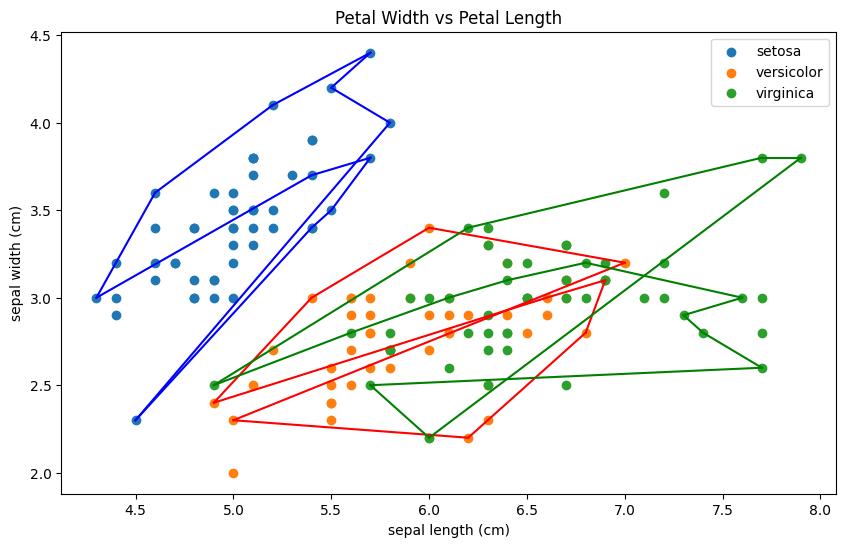 Petal Width vs Petal Length
setosa
versicolor
virginica
4.5
4.0
3.5
3.0
2.5
2.0
sepal width (cm)
4.5
5.0
5.5
6.0
6.5
7.0
7.5
8.0
sepal length (cm)